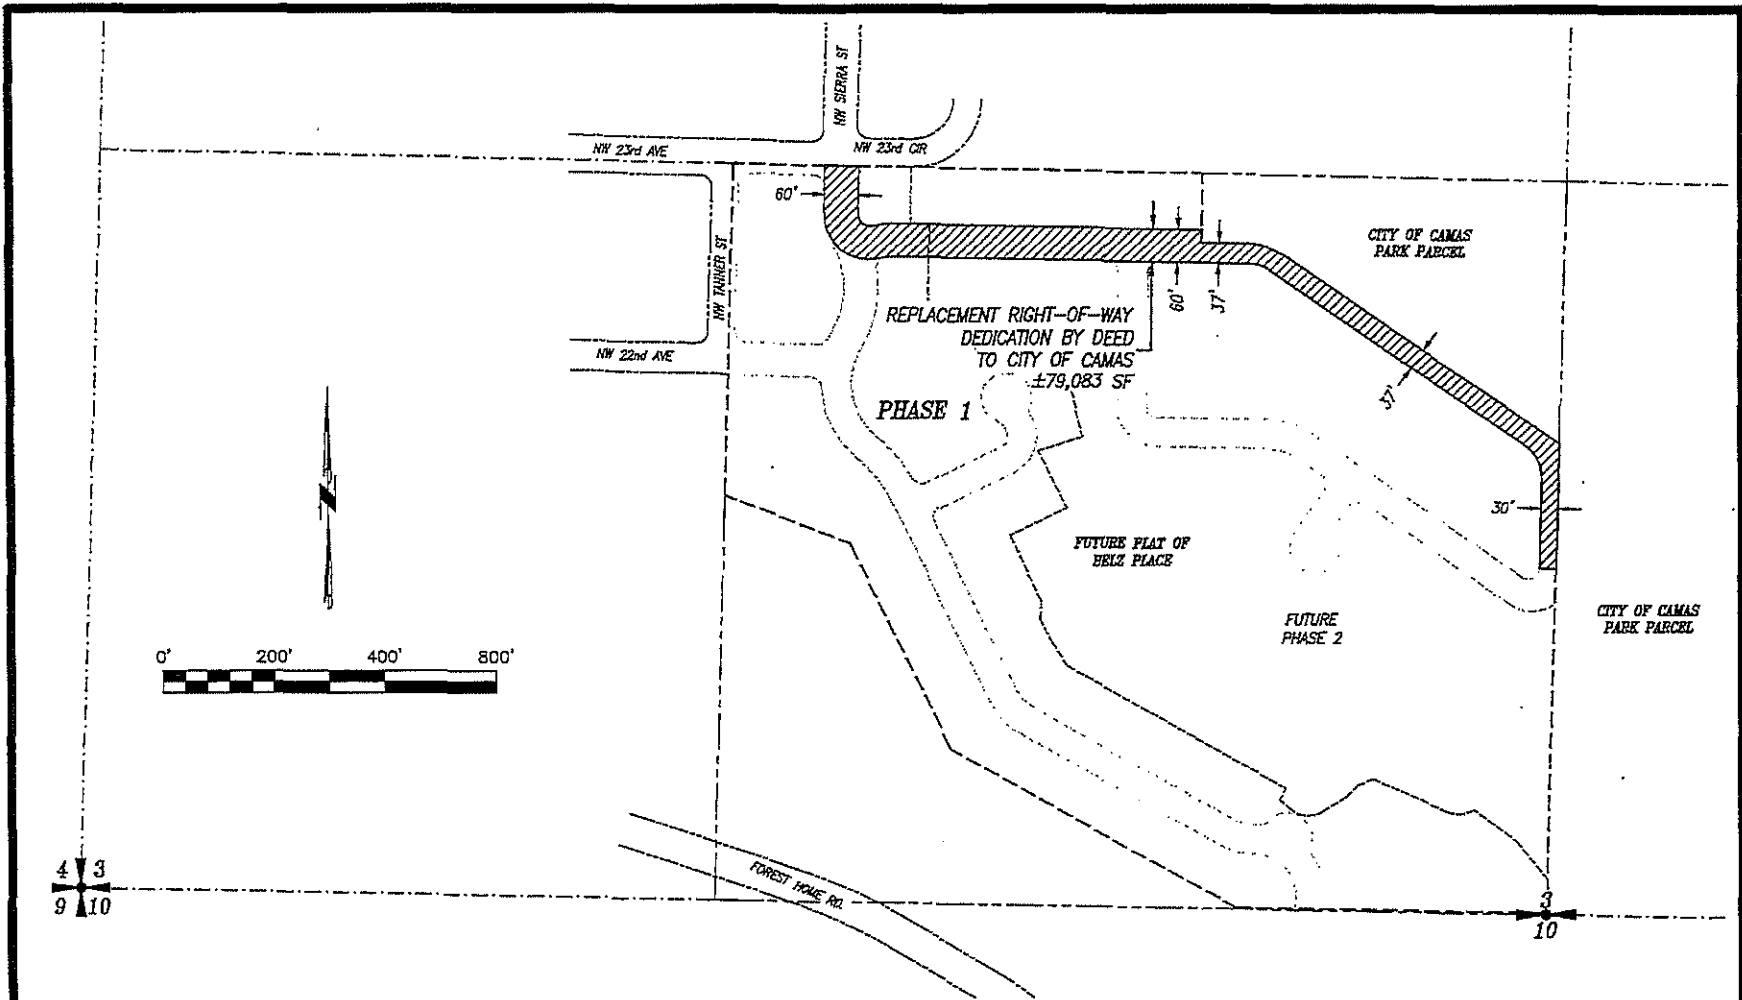 NW SIERRA ST
NW 23rd AVE
NW 23rd CIR
60'
CITY OF CAMAS
PARK PARCEL
NW TANNER ST
60'
37'
REPLACEMENT RIGHT-OF-WAY
DEDICATION BY DEED
TO CITY OF CAMAS
±79,083 SF
NW 22nd AVE
37'
PHASE 1
30'
FUTURE PLAT OF
BELZ PLACE
FUTURE
PHASE 2
CITY OF CAMAS
PARK PARCEL
0' 200' 400' 800'
FOREST HOME RD.
4 3
9 10
3
10